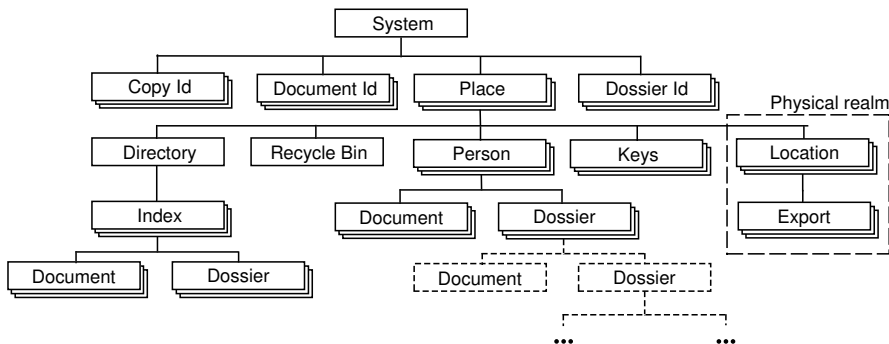 System
Copy Id
Document Id
Place
Dossier Id
Physical realm
Directory
Recycle Bin
Person
Keys
Location
Index
Document
Dossier
Export
Document
Dossier
Document
Dossier
...
...